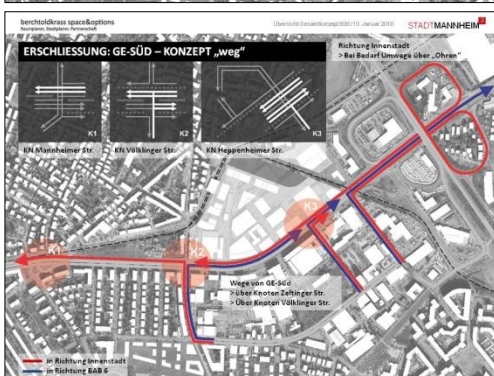 berchtoldkrass space&options
Raumplaner, Stadtplaner. Partnerschaft
Übersicht Gesamtkonzept B38 / 10. Januar 2018
STADTMANNHEIM²
ERSCHLIESSUNG: GE-SÜD – KONZEPT „weg"
Richtung Innenstadt
> Bei Bedarf Umwege über „Ohren"
K1
K2
K3
KN Mannheimer Str.
KN Völklinger Str.
KN Heppenheimer Str.
K3
K1
K2
Wege von GE-Süd
> über Knoten Zeltinger Str.
> Über Knoten Völklinger Str.
in Richtung Innenstadt
in Richtung BAB 6